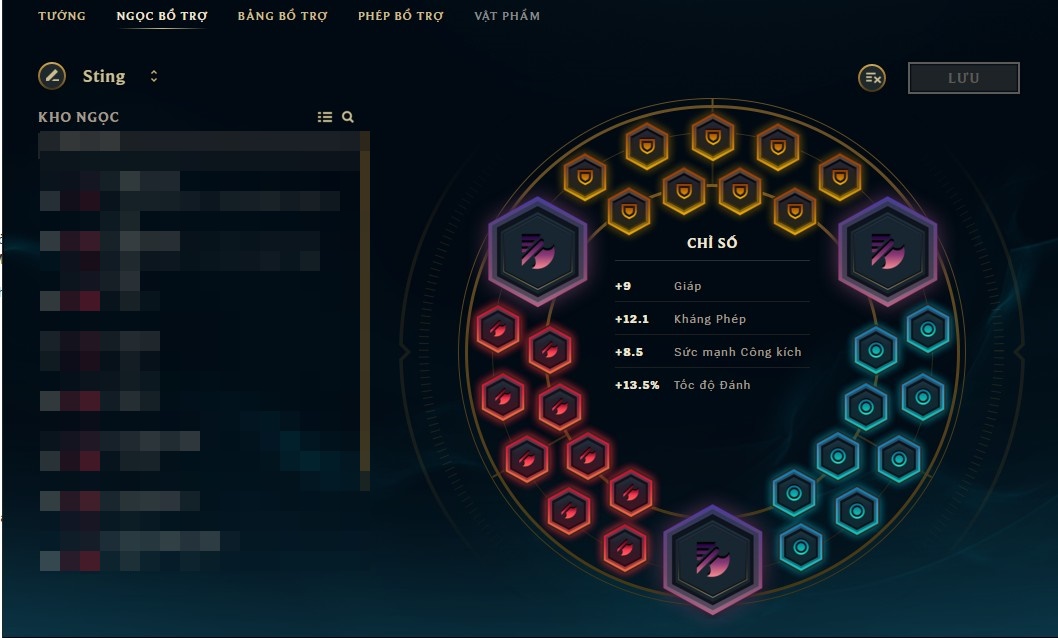 TƯỚNG NGỌC BỔ TRỢ BẢNG BỔ TRỢ PHÉP BỔ TRỢ VẬT PHẨM
Sting
LƯU
KHO NGỌC
CHỈ SỐ
+9 Giáp
+12.1 Kháng Phép
+8.5 Sức mạnh Công kích
+13.5% Tốc độ Đánh